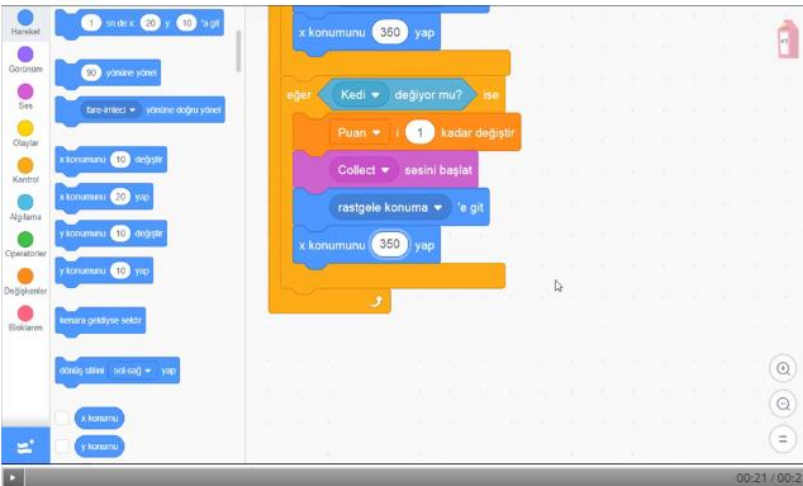 Hareket
Görünüm
Ses
Olaylar
Kontrol
Algılama
Operatörler
Değişkenler
Bloklarım
1 sn.de x: 20 y: 10 'a git
90 yönüne yönel
fare-imleci yönüne doğru yönel
x konumunu 10 değiştir
x konumunu 20 yap
y konumunu 10 değiştir
y konumunu 10 yap
kenara geldiyse sektir
dönüş stilini sol-sağ yap
x konumu
y konumu
x konumunu 350 yap
eğer Kedi değiyor mu? ise
Puan i 1 kadar değiştir
Collect sesini başlat
rastgele konuma 'e git
x konumunu 350 yap
00:21 / 00:2